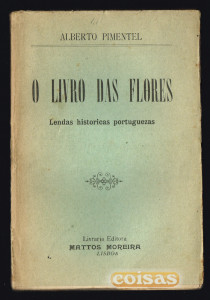 ALBERTO PIMENTEL
O LIVRO DAS FLORES
Lendas historicas portuguezas
Livraria Editora
MATTOS MOREIRA
LISBOA
coisas